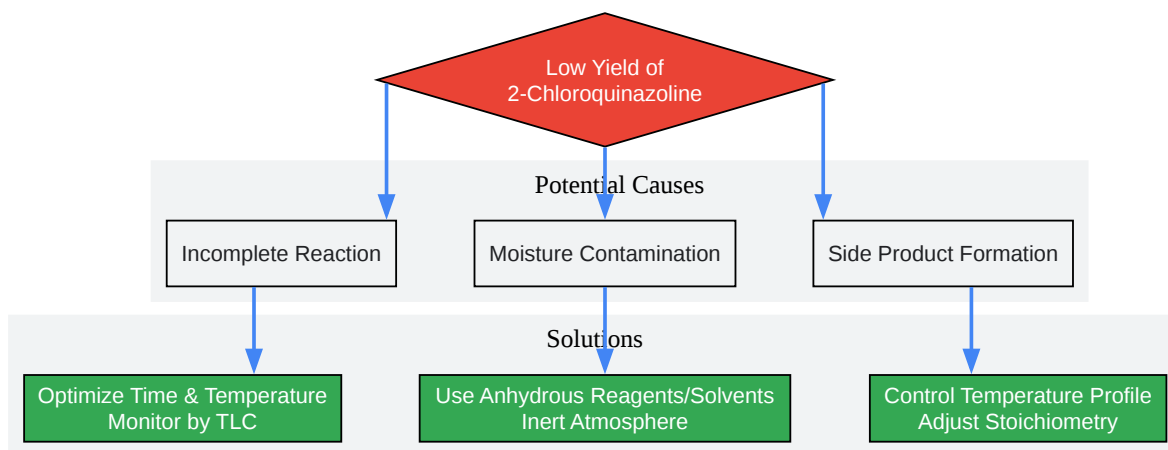 Low Yield of
2-Chloroquinazoline
Potential Causes
Incomplete Reaction
Moisture Contamination
Side Product Formation
Solutions
Optimize Time & Temperature
Monitor by TLC
Use Anhydrous Reagents/Solvents
Inert Atmosphere
Control Temperature Profile
Adjust Stoichiometry